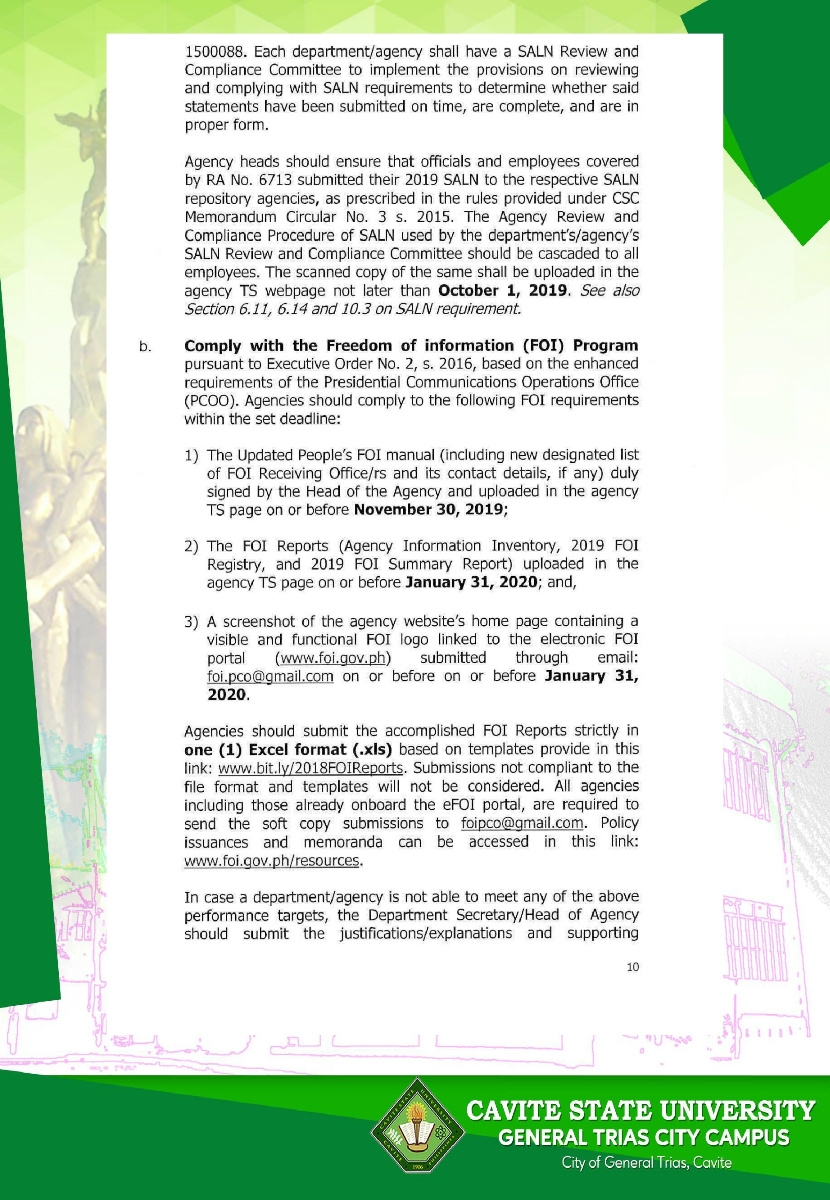 1500088. Each department/agency shall have a SALN Review and
Compliance Committee to implement the provisions on reviewing
and complying with SALN requirements to determine whether said
statements have been submitted on time, are complete, and are in
proper form.
Agency heads should ensure that officials and employees covered
by RA No. 6713 submitted their 2019 SALN to the respective SALN
repository agencies, as prescribed in the rules provided under CSC
Memorandum Circular No. 3 s. 2015. The Agency Review and
Compliance Procedure of SALN used by the department's/agency's
SALN Review and Compliance Committee should be cascaded to all
employees. The scanned copy of the same shall be uploaded in the
agency TS webpage not later than October 1, 2019. See also
Section 6.11, 6.14 and 10.3 on SALN requirement.
b. Comply with the Freedom of information (FOI) Program
pursuant to Executive Order No. 2, s. 2016, based on the enhanced
requirements of the Presidential Communications Operations Office
(PCOO). Agencies should comply to the following FOI requirements
within the set deadline:
1) The Updated People's FOI manual (including new designated list
of FOI Receiving Office/rs and its contact details, if any) duly
signed by the Head of the Agency and uploaded in the agency
TS page on or before November 30, 2019;
2) The FOI Reports (Agency Information Inventory, 2019 FOI
Registry, and 2019 FOI Summary Report) uploaded in the
agency TS page on or before January 31, 2020; and,
3) A screenshot of the agency website's home page containing a
visible and functional FOI logo linked to the electronic FOI
portal (www.foi.gov.ph) submitted through email:
foi.pco@gmail.com on or before on or before January 31,
2020.
Agencies should submit the accomplished FOI Reports strictly in
one (1) Excel format (.xls) based on templates provide in this
link: www.bit.ly/2018FOIReports. Submissions not compliant to the
file format and templates will not be considered. All agencies
including those already onboard the eFOI portal, are required to
send the soft copy submissions to foipco@gmail.com. Policy
issuances and memoranda can be accessed in this link:
www.foi.gov.ph/resources.
In case a department/agency is not able to meet any of the above
performance targets, the Department Secretary/Head of Agency
should submit the justifications/explanations and supporting
10
CAVITE STATE UNIVERSITY
GENERAL TRIAS CITY CAMPUS
City of General Trias, Cavite
1906